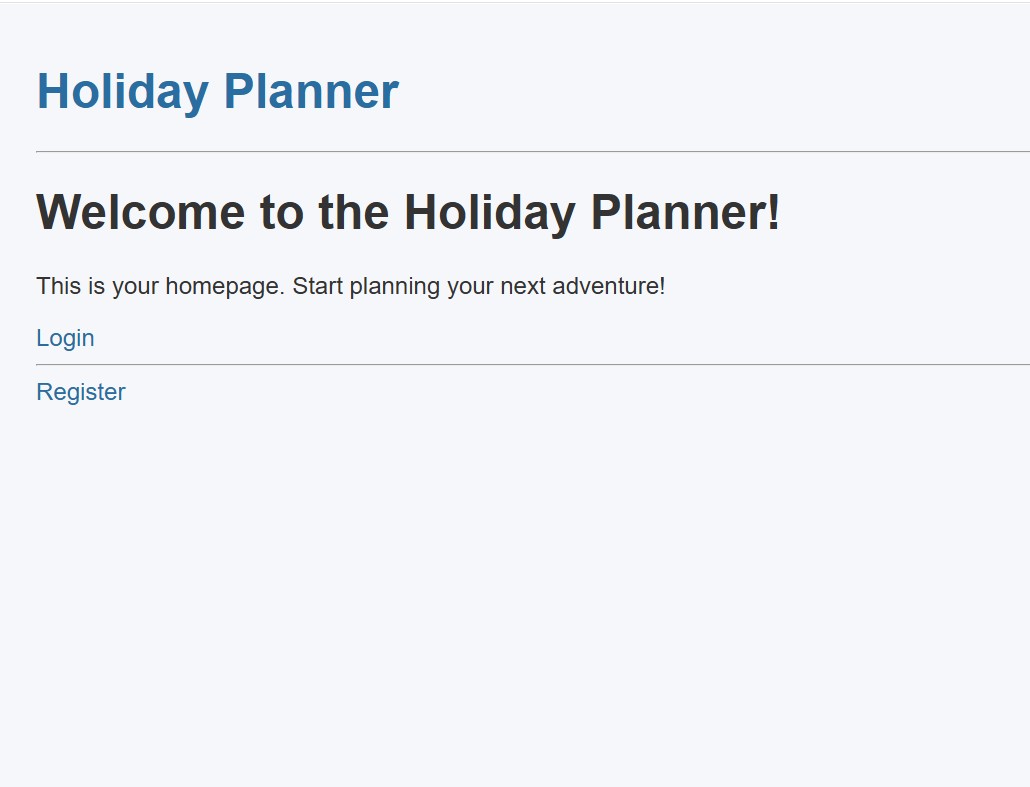 Holiday Planner
Welcome to the Holiday Planner!
This is your homepage. Start planning your next adventure!
Login
Register